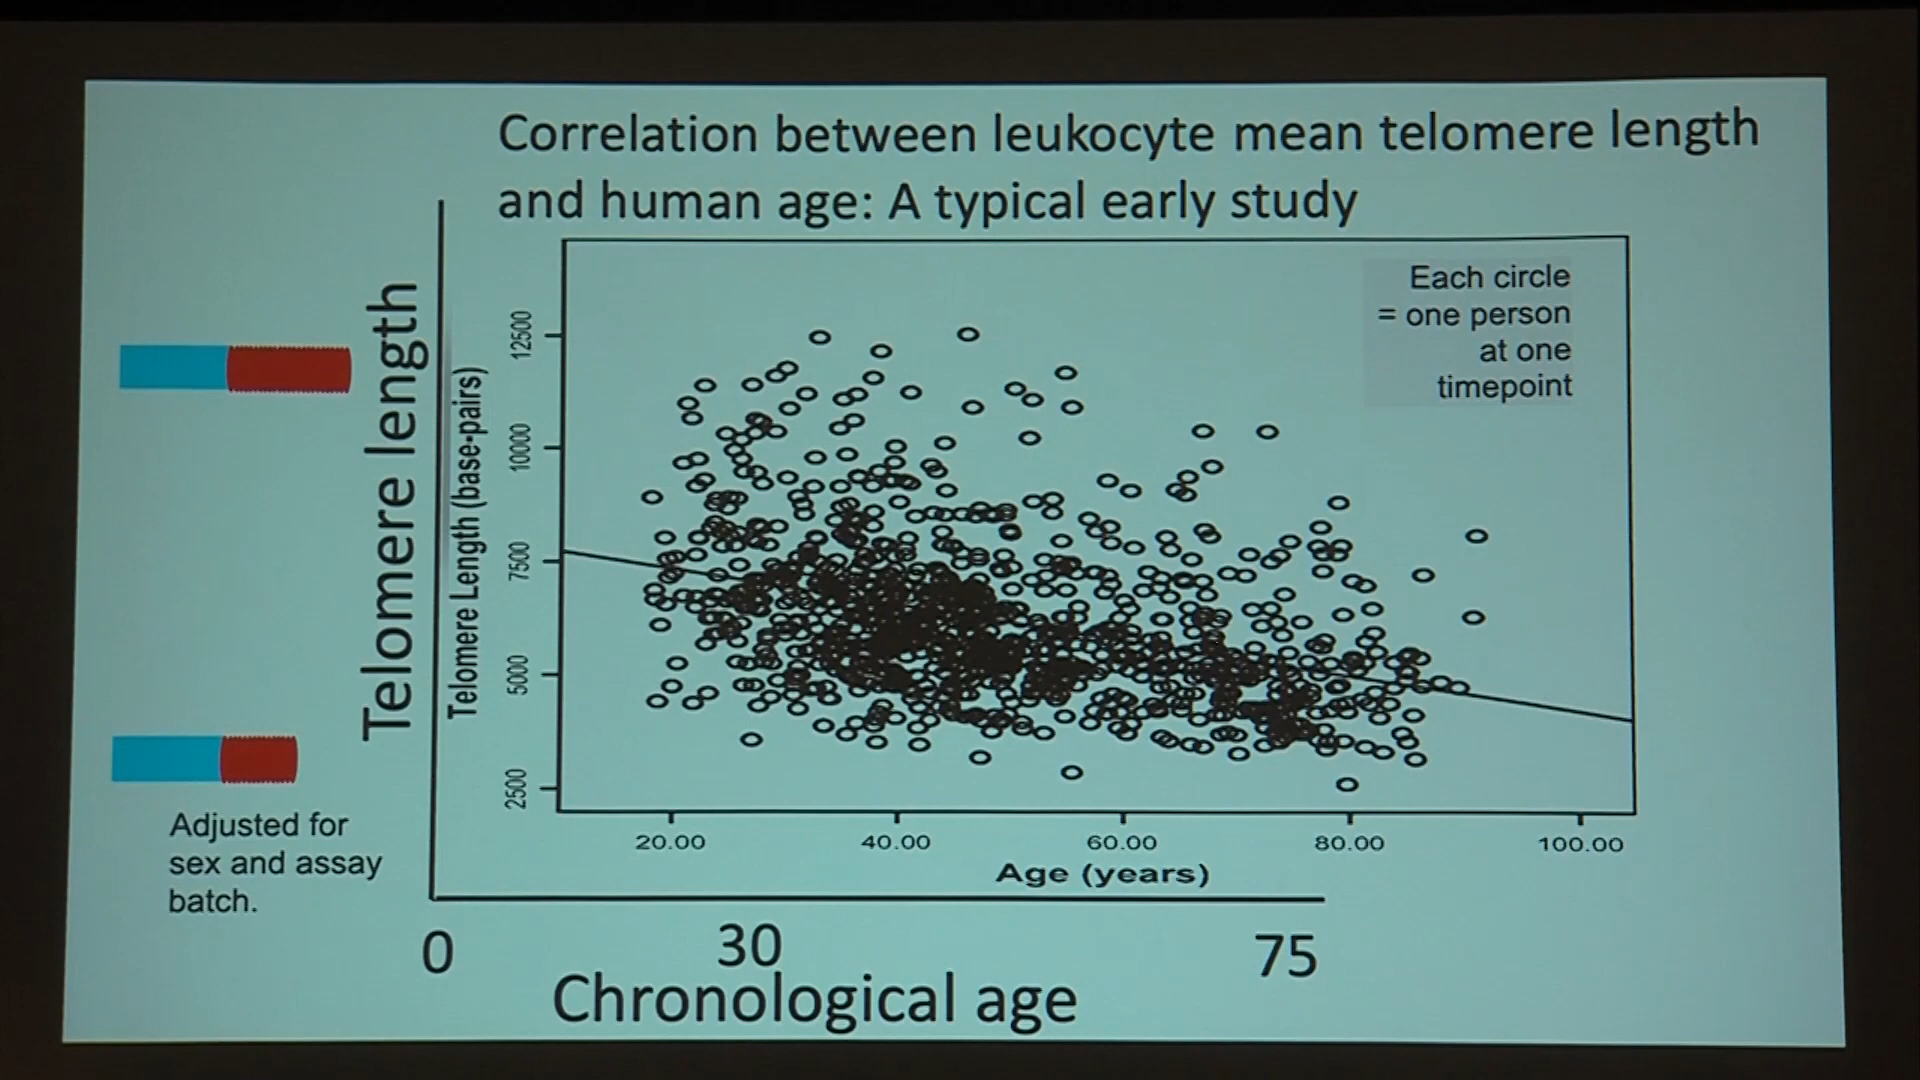 Correlation between leukocyte mean telomere length
and human age: A typical early study
Each circle
= one person
at one
timepoint
Telomere length
Telomere Length (base-pairs)
12500
10000
7500
5000
2500
20.00 40.00 60.00 80.00 100.00
Age (years)
Adjusted for
sex and assay
batch.
0 30 75
Chronological age